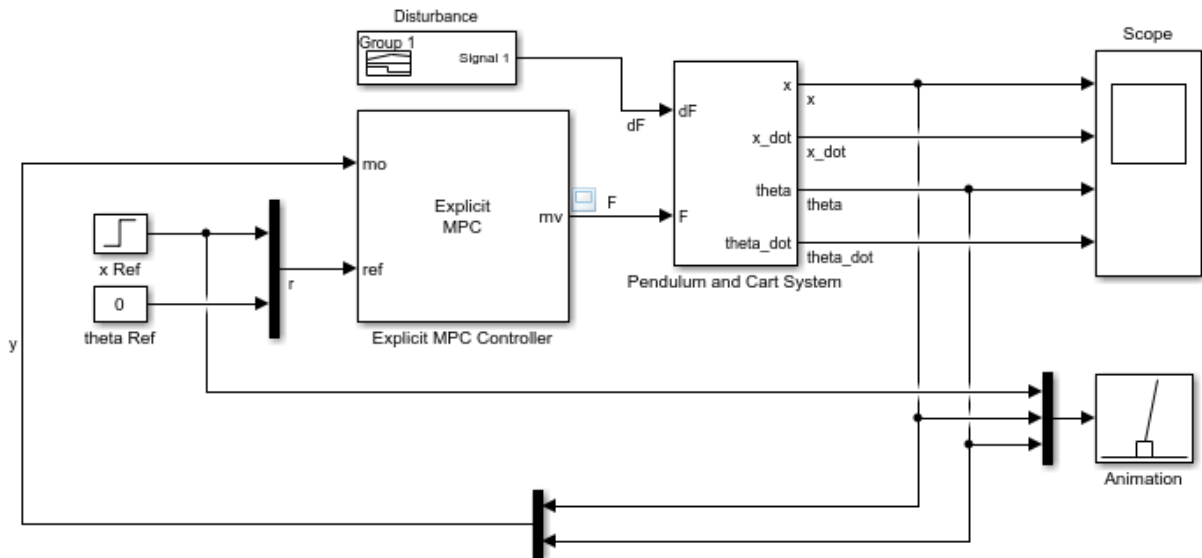 Disturbance
Group 1
Signal 1
dF
mo
Explicit
MPC
mv
ref
Explicit MPC Controller
F
dF
F
x
x_dot
theta
theta_dot
Pendulum and Cart System
x
x_dot
theta
theta_dot
Scope
x Ref
0
theta Ref
r
y
Animation